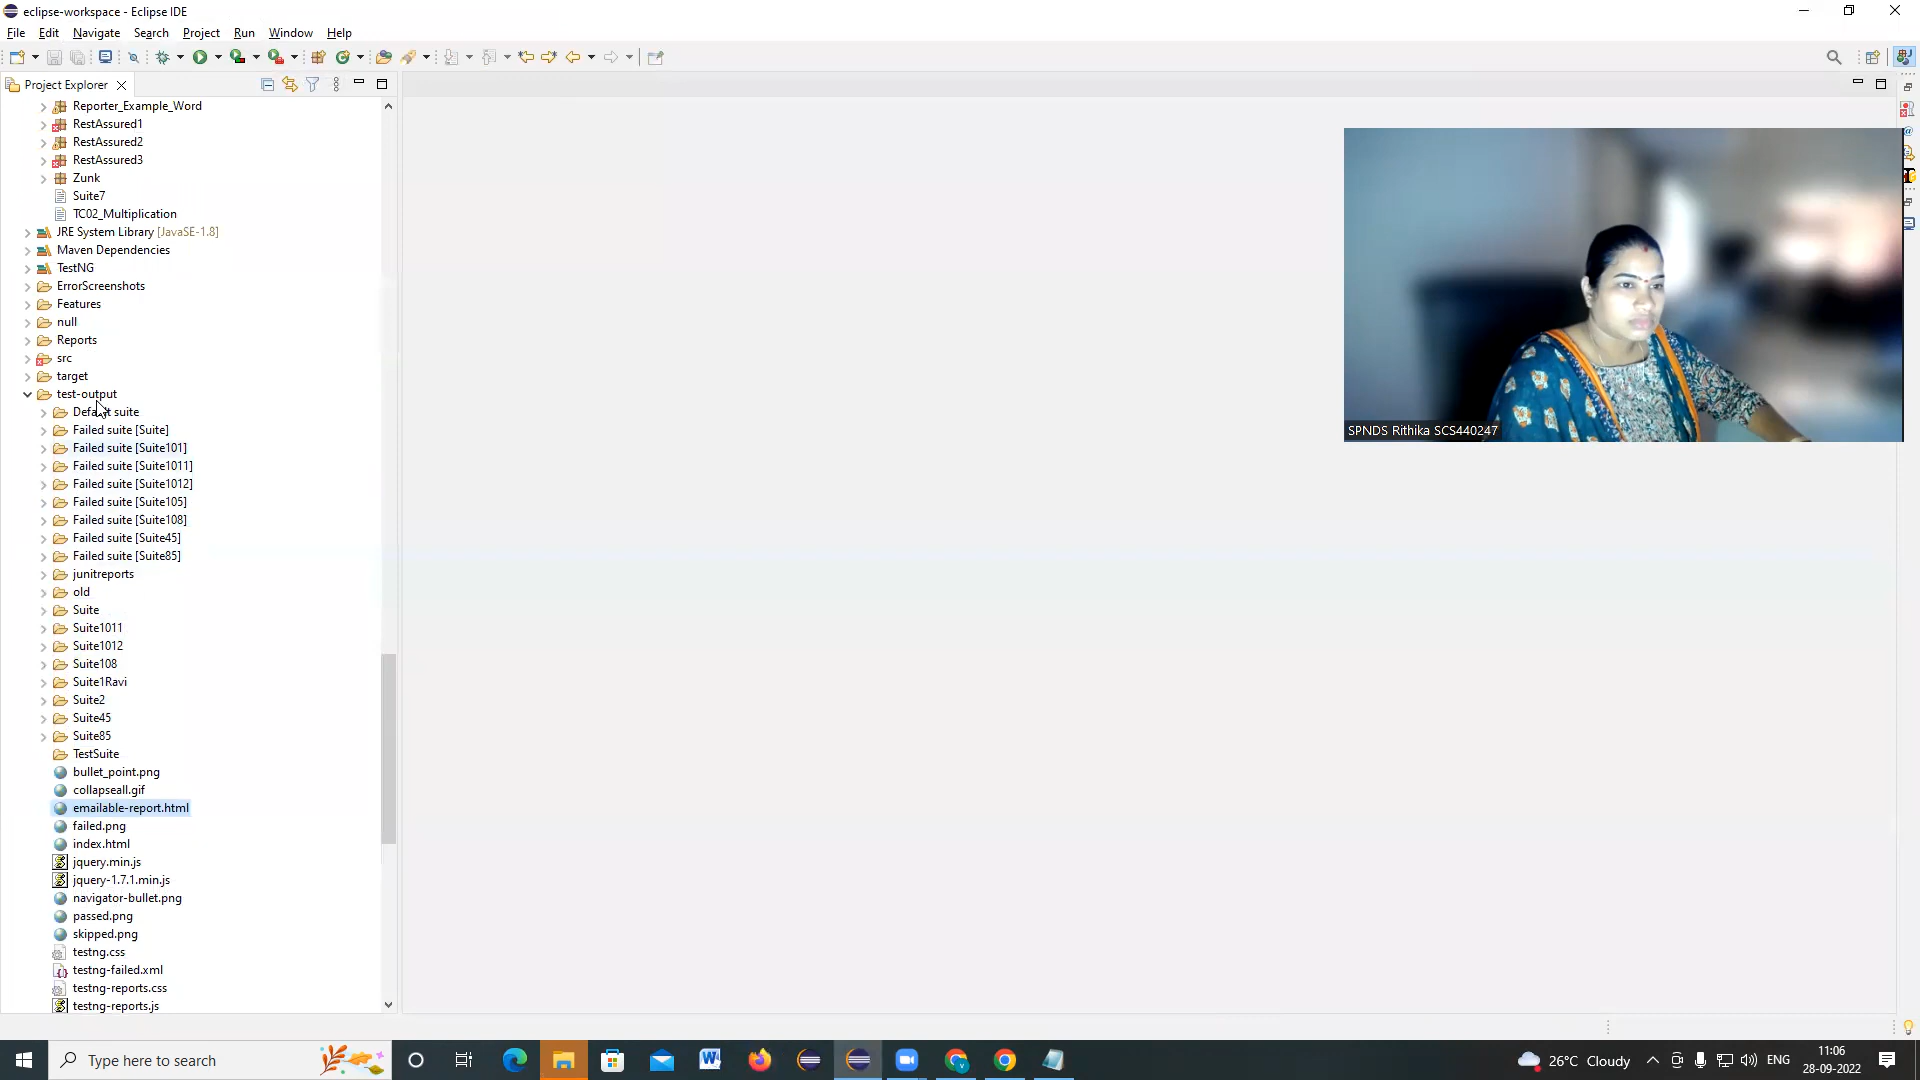 eclipse-workspace - Eclipse IDE
File Edit Navigate Search Project Run Window Help
Project Explorer
Reporter_Example_Word
RestAssured1
RestAssured2
RestAssured3
Zunk
Suite7
TC02_Multiplication
JRE System Library [JavaSE-1.8]
Maven Dependencies
TestNG
ErrorScreenshots
Features
null
Reports
src
target
test-output
Default suite
Failed suite [Suite]
Failed suite [Suite101]
Failed suite [Suite1011]
Failed suite [Suite1012]
Failed suite [Suite105]
Failed suite [Suite108]
Failed suite [Suite45]
Failed suite [Suite85]
junitreports
old
Suite
Suite1011
Suite1012
Suite108
Suite1Ravi
Suite2
Suite45
Suite85
TestSuite
bullet_point.png
collapseall.gif
emailable-report.html
failed.png
index.html
jquery.min.js
jquery-1.7.1.min.js
navigator-bullet.png
passed.png
skipped.png
testng.css
testng-failed.xml
testng-reports.css
testng-reports.js
SPNDS Rithika SCS440247
Type here to search
26°C Cloudy
ENG
11:06
28-09-2022